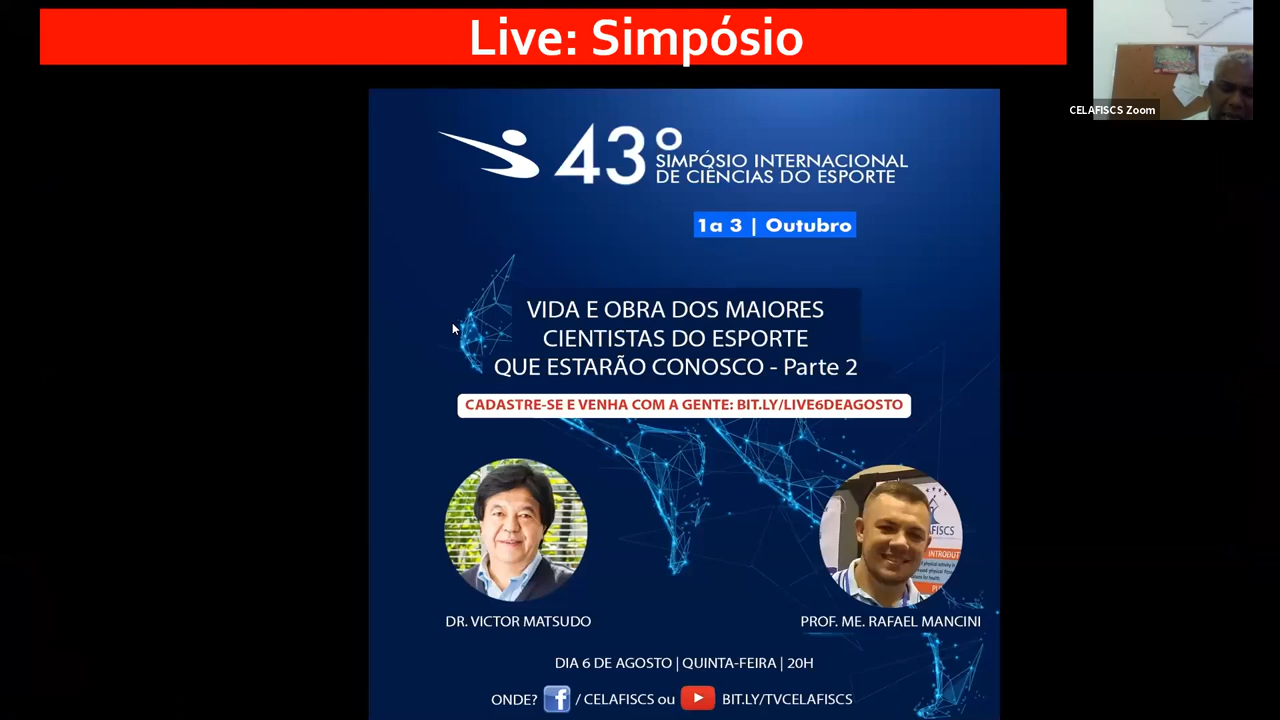 Live: Simpósio
CELAFISCS Zoom
43º
SIMPÓSIO INTERNACIONAL
DE CIÊNCIAS DO ESPORTE
1a 3 | Outubro
VIDA E OBRA DOS MAIORES
CIENTISTAS DO ESPORTE
QUE ESTARÃO CONOSCO - Parte 2
CADASTRE-SE E VENHA COM A GENTE: BIT.LY/LIVE6DEAGOSTO
AFISCS
INTRODUT
DR. VICTOR MATSUDO
PROF. ME. RAFAEL MANCINI
DIA 6 DE AGOSTO | QUINTA-FEIRA | 20H
ONDE? / CELAFISCS ou BIT.LY/TVCELAFISCS